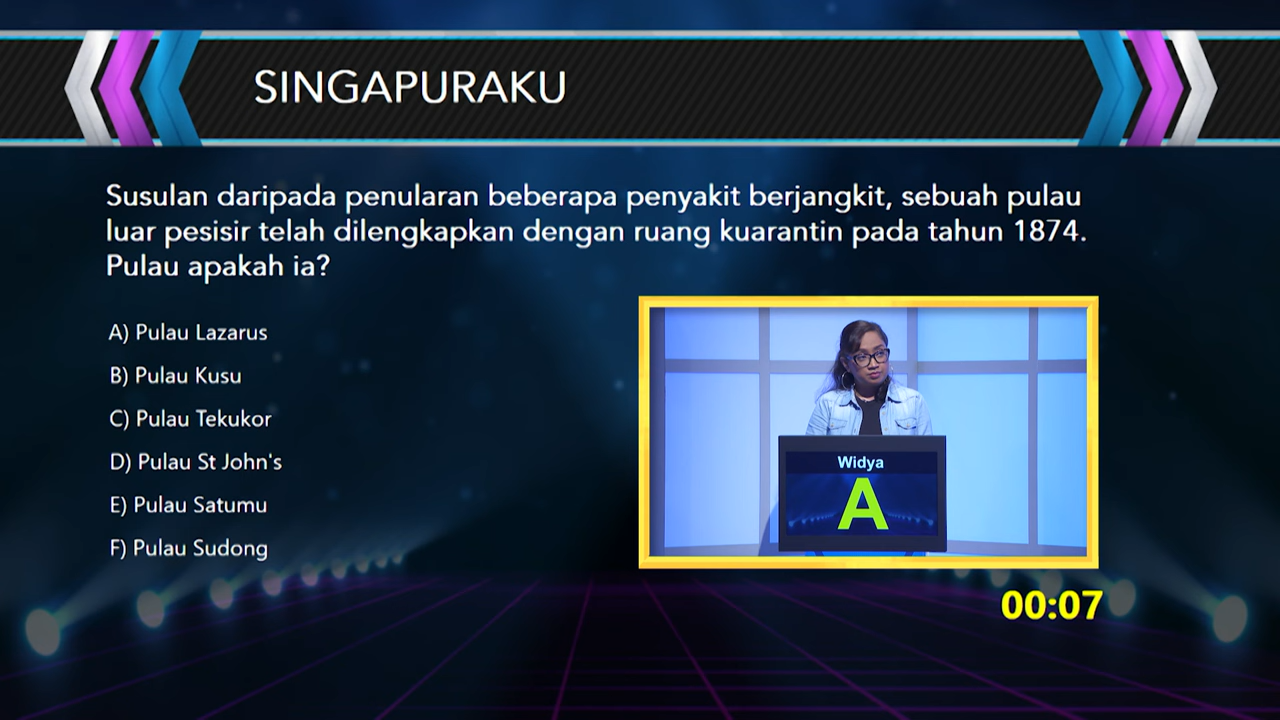 SINGAPURAKU
Susulan daripada penularan beberapa penyakit berjangkit, sebuah pulau
luar pesisir telah dilengkapkan dengan ruang kuarantin pada tahun 1874.
Pulau apakah ia?
A) Pulau Lazarus
B) Pulau Kusu
C) Pulau Tekukor
D) Pulau St John's
E) Pulau Satumu
F) Pulau Sudong
Widya
A
00:07